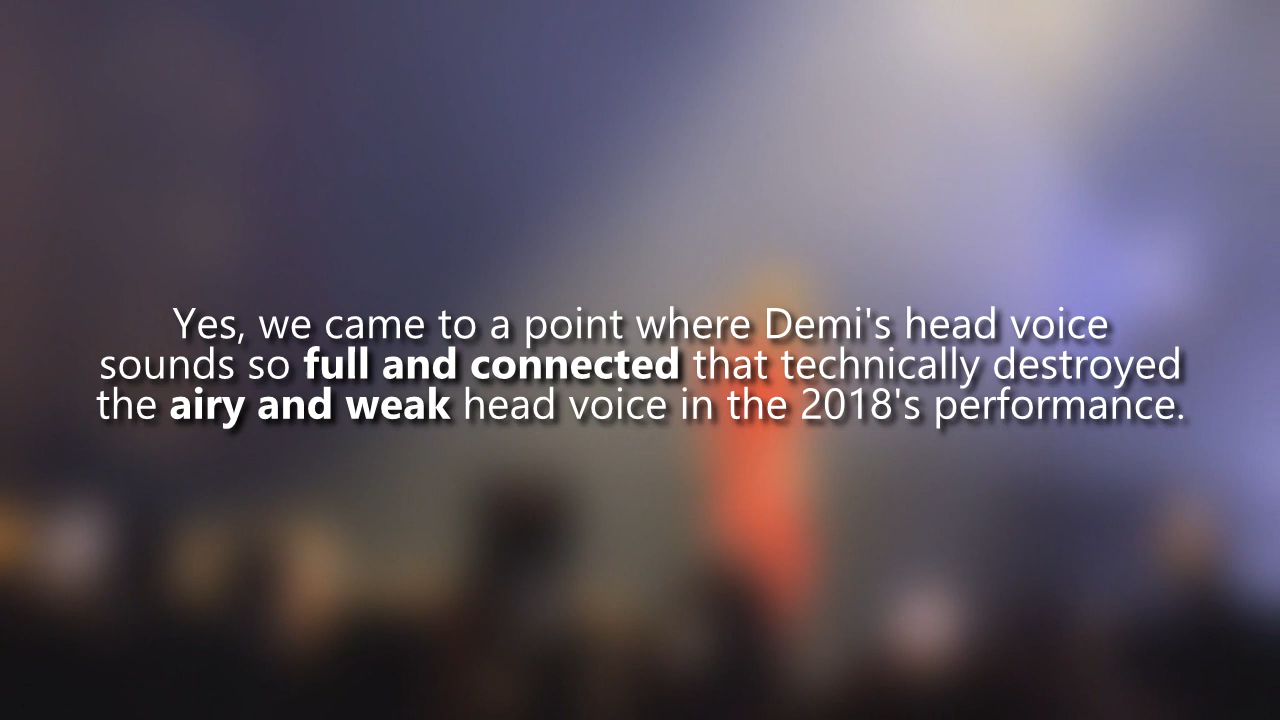 Yes, we came to a point where Demi's head voice
sounds so full and connected that technically destroyed
the airy and weak head voice in the 2018's performance.